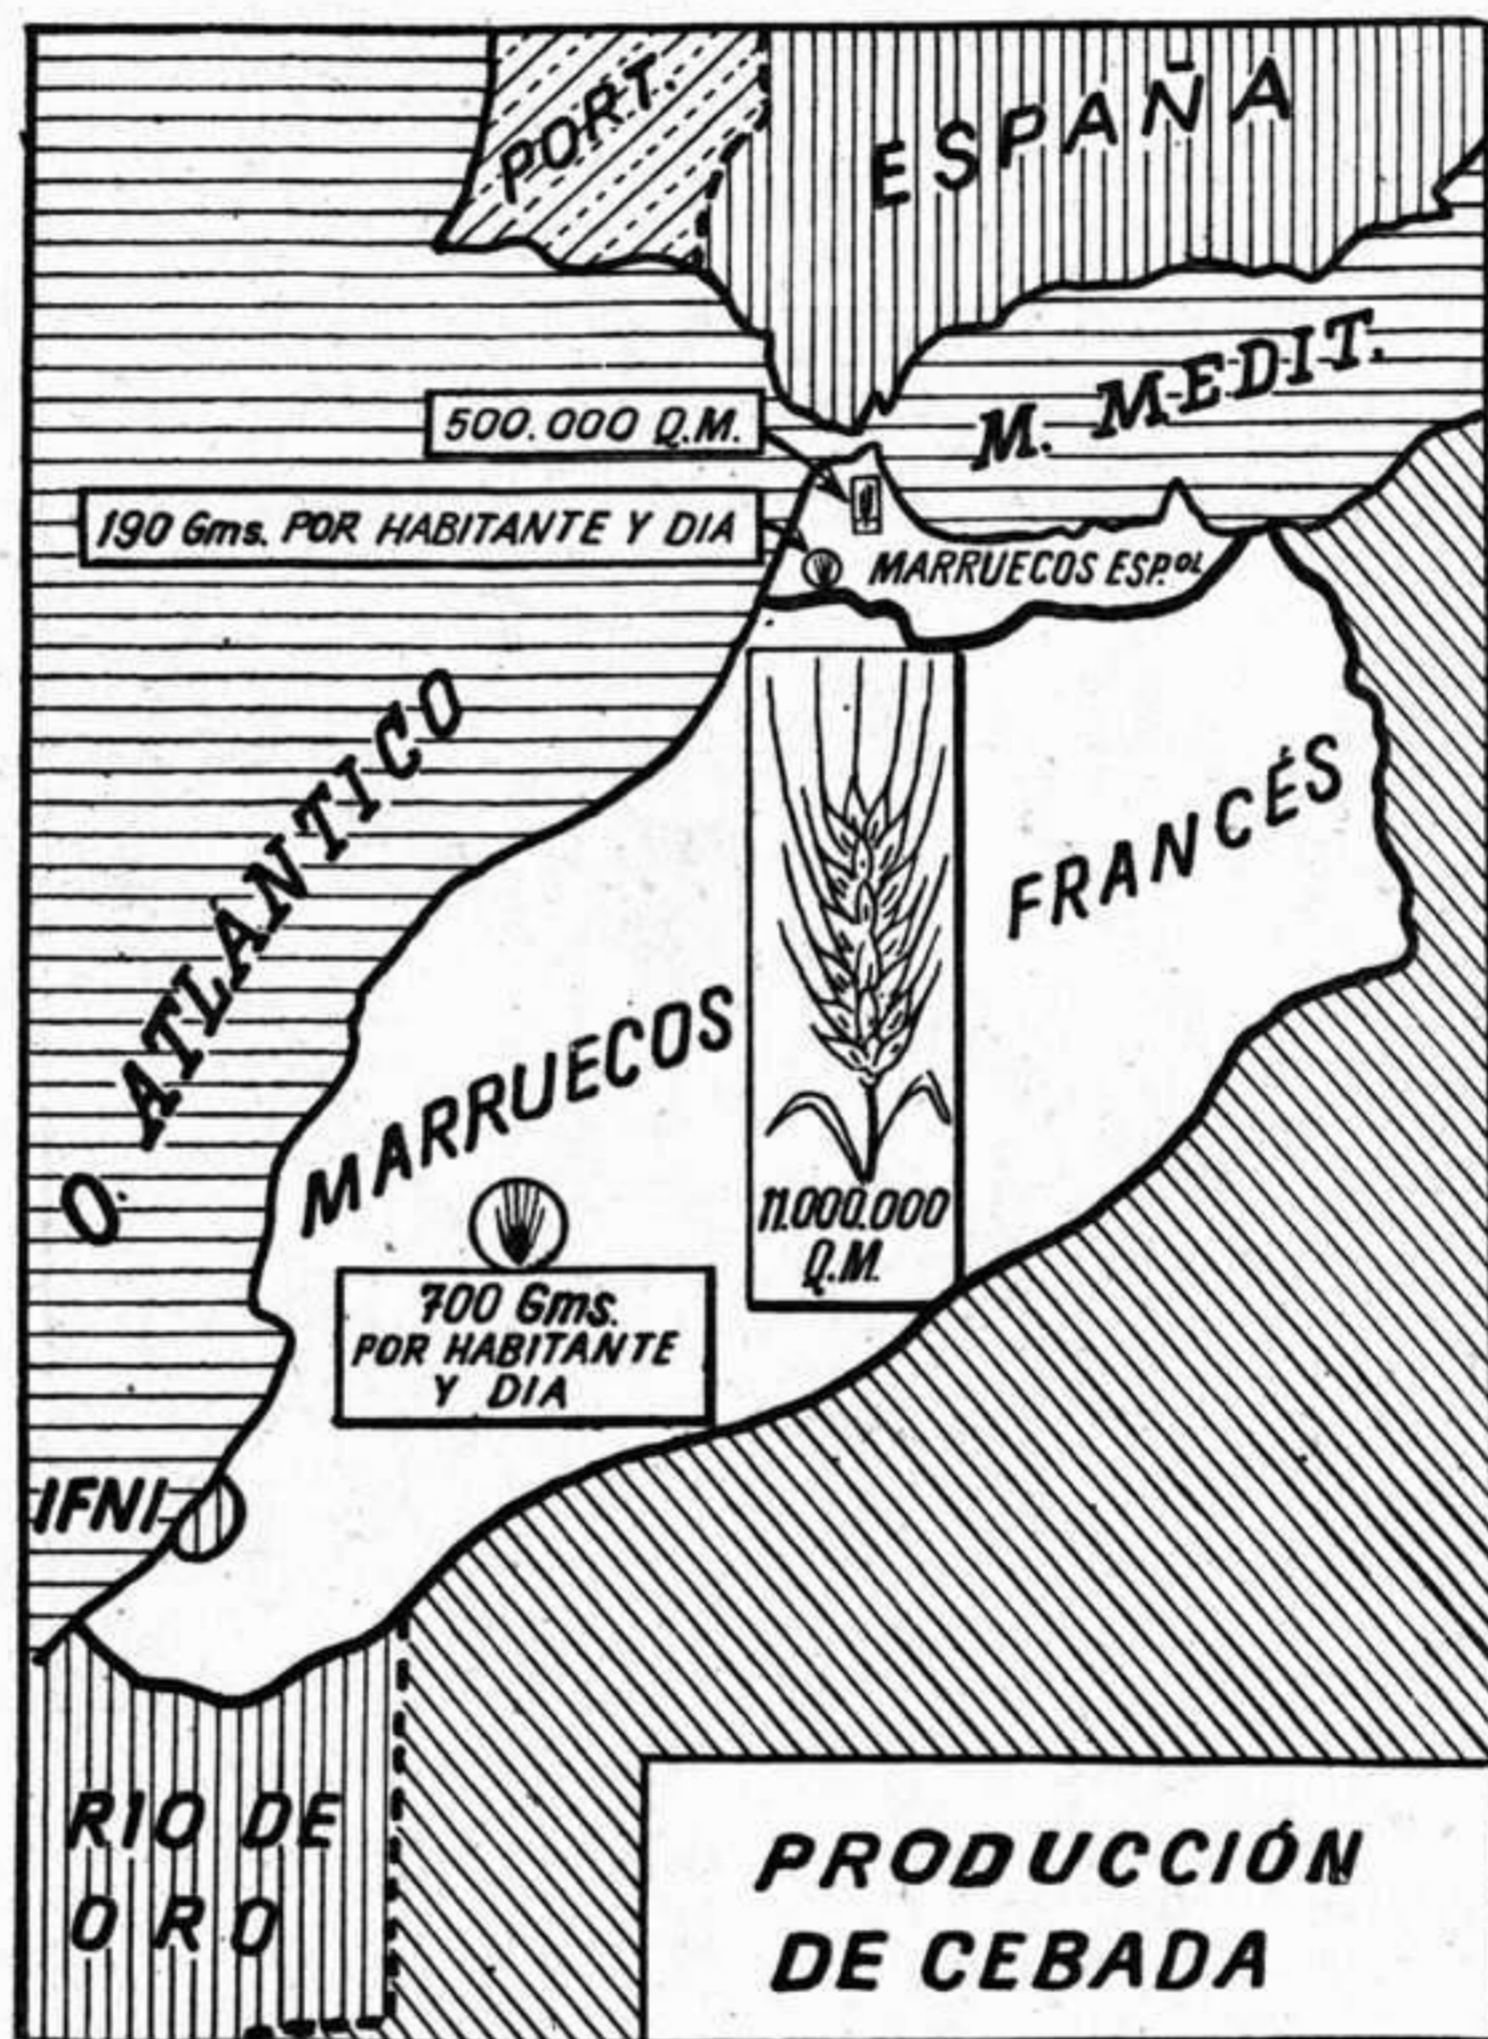 PORT.
ESPAÑA
M. MEDIT.
500.000 Q.M.
190 Gms. POR HABITANTE Y DIA
MARRUECOS ESP.OL
O. ATLÁNTICO
MARRUECOS FRANCÉS
11.000.000
Q.M.
700 Gms.
POR HABITANTE
Y DIA
IFNI
RIO DE
ORO
PRODUCCIÓN
DE CEBADA